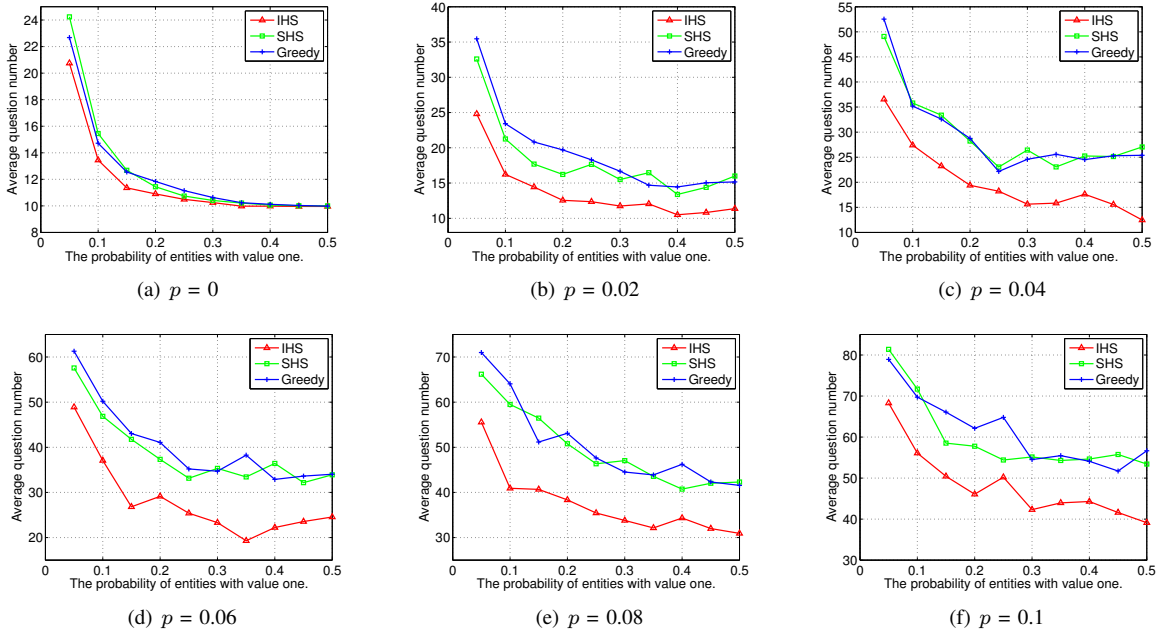 24
22
20
18
16
14
12
10
8
0
0.1
0.2
0.3
0.4
0.5
Average question number
The probability of entities with value one.
IHS
SHS
Greedy
(a) p = 0
40
35
30
25
20
15
10
0
0.1
0.2
0.3
0.4
0.5
Average question number
The probability of entities with value one.
IHS
SHS
Greedy
(b) p = 0.02
55
50
45
40
35
30
25
20
15
10
0
0.1
0.2
0.3
0.4
0.5
Average question number
The probability of entities with value one.
IHS
SHS
Greedy
(c) p = 0.04
60
50
40
30
20
0
0.1
0.2
0.3
0.4
0.5
Average question number
The probability of entities with value one.
IHS
SHS
Greedy
(d) p = 0.06
70
60
50
40
30
0
0.1
0.2
0.3
0.4
0.5
Average question number
The probability of entities with value one.
IHS
SHS
Greedy
(e) p = 0.08
80
70
60
50
40
30
0
0.1
0.2
0.3
0.4
0.5
Average question number
The probability of entities with value one.
IHS
SHS
Greedy
(f) p = 0.1